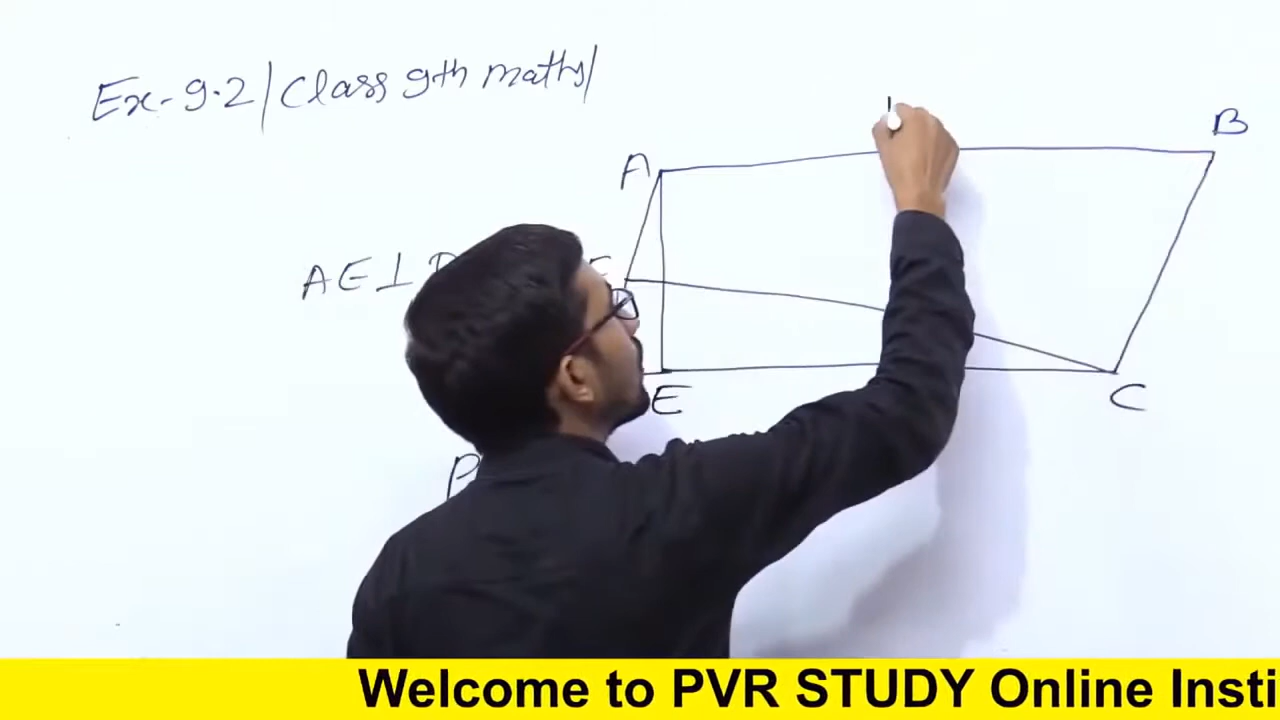 Ex-9.2/Class 9th maths/
B
A
AE⊥
F
E
C
P
Welcome to PVR STUDY Online Insti